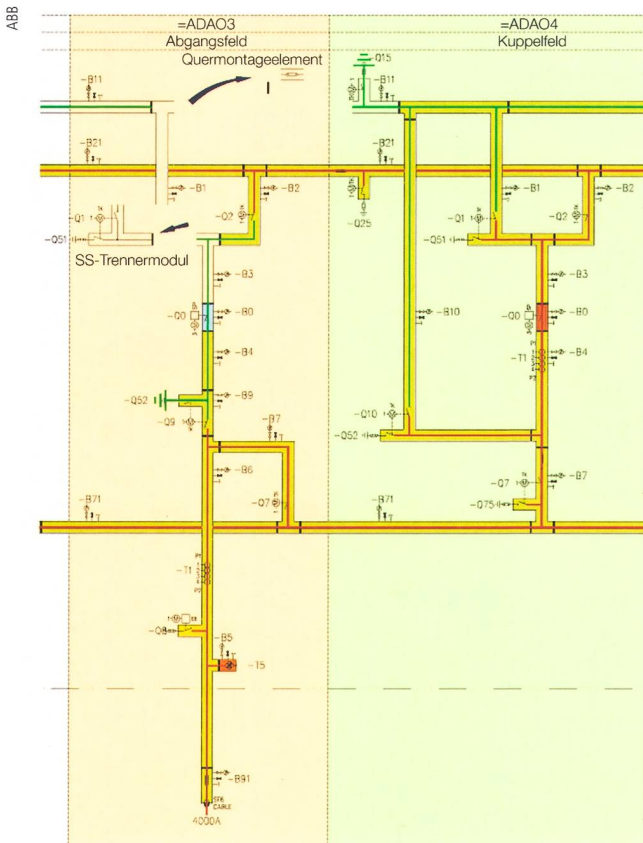 ABB
=ADAO3
=ADAO4
Abgangsfeld
Kuppelfeld
Quermontageelement
-Q15
-B11
-B11
-B21
-B21
-B1
-B2
-B1
-B2
-Q1
-Q2
-Q25
-Q1
-Q2
-Q51
-Q51
SS-Trennermodul
-B3
-B3
-Q0
-B0
-B10
-Q0
-B0
-B4
-T1
-B4
-Q52
-B9
-Q9
-B7
-Q10
-Q52
-B6
-Q7
-Q7
-B7
-B71
-B71
-Q75
P1
-T1
P2
-B5
-T5
-B91
CABLE
4000A